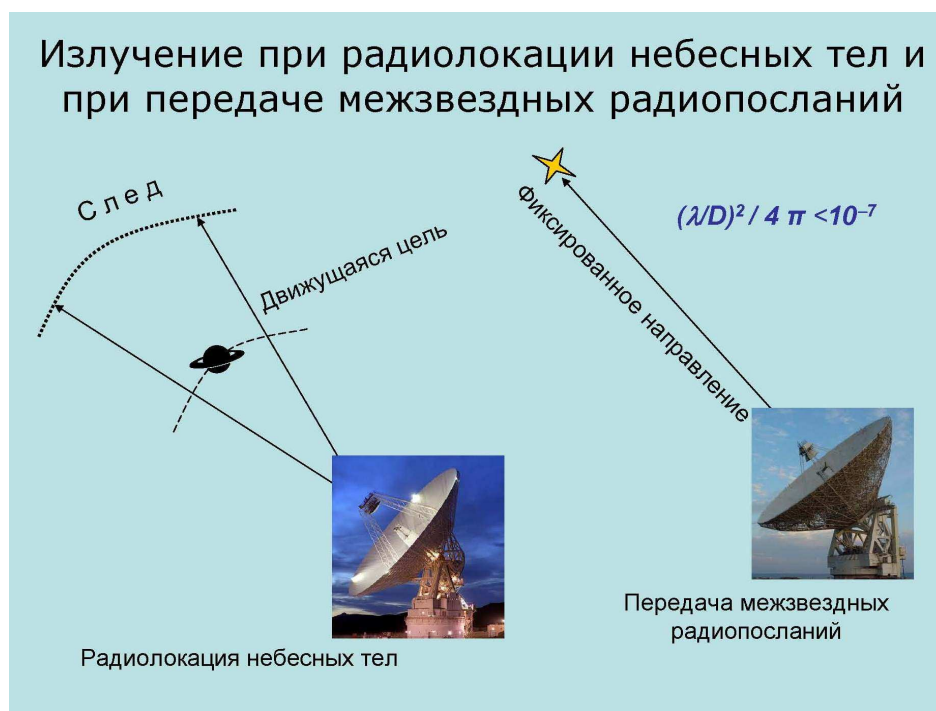 Излучение при радиолокации небесных тел и
при передаче межзвездных радиопосланий
След
Движущаяся цель
Фиксированное направление
(λ/D)² / 4 π <10⁻⁷
Радиолокация небесных тел
Передача межзвездных
радиопосланий